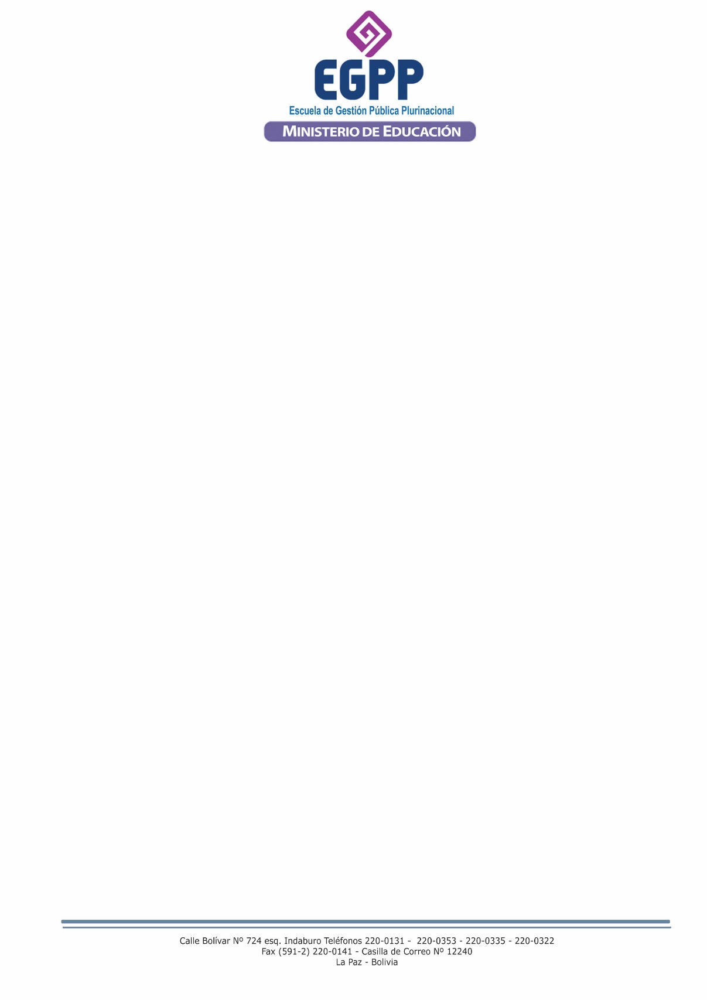 EGPP
Escuela de Gestión Pública Plurinacional
MINISTERIO DE EDUCACIÓN
Calle Bolívar Nº 724 esq. Indaburo Teléfonos 220-0131 -  220-0353 - 220-0335 - 220-0322
Fax (591-2) 220-0141 - Casilla de Correo Nº 12240
La Paz - Bolivia